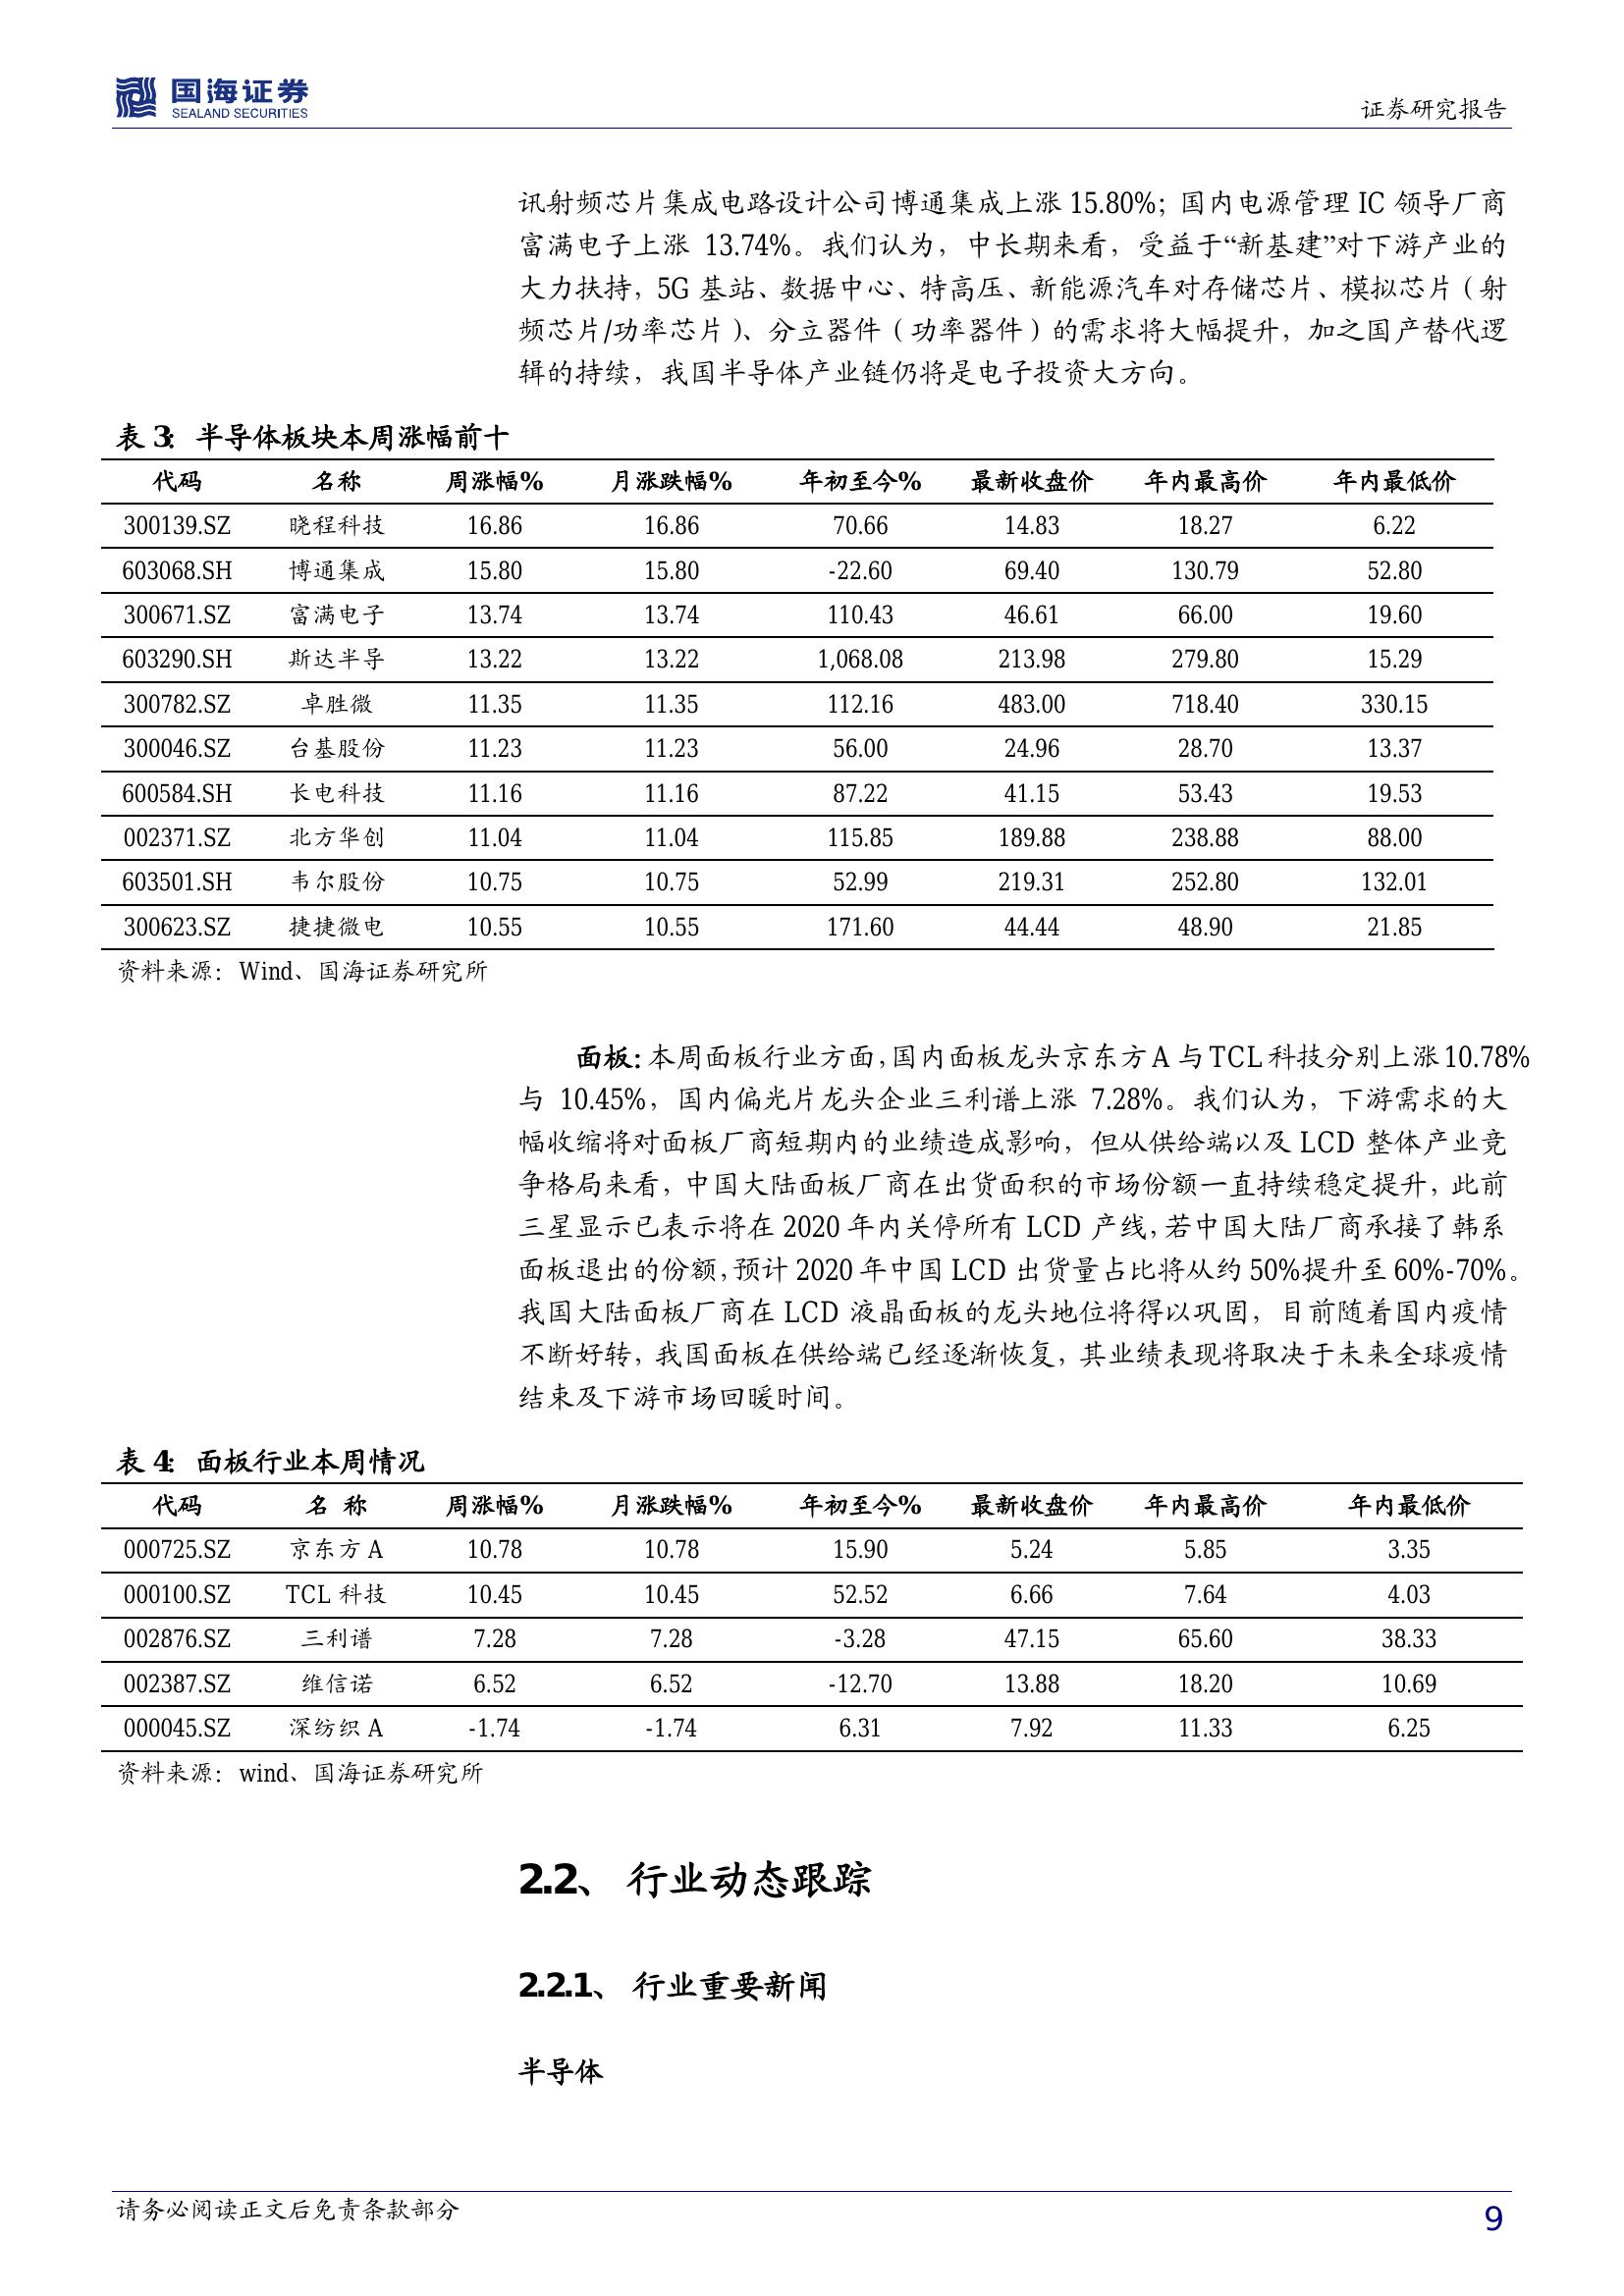 国海证券
SEALAND SECURITIES
证券研究报告
讯射频芯片集成电路设计公司博通集成上涨 15.80%；国内电源管理 IC 领导厂商
富满电子上涨 13.74%。我们认为，中长期来看，受益于“新基建”对下游产业的
大力扶持，5G 基站、数据中心、特高压、新能源汽车对存储芯片、模拟芯片（射
频芯片/功率芯片）、分立器件（功率器件）的需求将大幅提升，加之国产替代逻
辑的持续，我国半导体产业链仍将是电子投资大方向。
表 3：半导体板块本周涨幅前十
代码 名称 周涨幅% 月涨跌幅% 年初至今% 最新收盘价 年内最高价 年内最低价
300139.SZ 晓程科技 16.86 16.86 70.66 14.83 18.27 6.22
603068.SH 博通集成 15.80 15.80 -22.60 69.40 130.79 52.80
300671.SZ 富满电子 13.74 13.74 110.43 46.61 66.00 19.60
603290.SH 斯达半导 13.22 13.22 1,068.08 213.98 279.80 15.29
300782.SZ 卓胜微 11.35 11.35 112.16 483.00 718.40 330.15
300046.SZ 台基股份 11.23 11.23 56.00 24.96 28.70 13.37
600584.SH 长电科技 11.16 11.16 87.22 41.15 53.43 19.53
002371.SZ 北方华创 11.04 11.04 115.85 189.88 238.88 88.00
603501.SH 韦尔股份 10.75 10.75 52.99 219.31 252.80 132.01
300623.SZ 捷捷微电 10.55 10.55 171.60 44.44 48.90 21.85
资料来源：Wind、国海证券研究所
面板：本周面板行业方面，国内面板龙头京东方 A 与 TCL 科技分别上涨 10.78%
与 10.45%，国内偏光片龙头企业三利谱上涨 7.28%。我们认为，下游需求的大
幅收缩将对面板厂商短期内的业绩造成影响，但从供给端以及 LCD 整体产业竞
争格局来看，中国大陆面板厂商在出货面积的市场份额一直持续稳定提升，此前
三星显示已表示将在 2020 年内关停所有 LCD 产线，若中国大陆厂商承接了韩系
面板退出的份额，预计 2020 年中国 LCD 出货量占比将从约 50%提升至 60%-70%。
我国大陆面板厂商在 LCD 液晶面板的龙头地位将得以巩固，目前随着国内疫情
不断好转，我国面板在供给端已经逐渐恢复，其业绩表现将取决于未来全球疫情
结束及下游市场回暖时间。
表 4：面板行业本周情况
代码 名 称 周涨幅% 月涨跌幅% 年初至今% 最新收盘价 年内最高价 年内最低价
000725.SZ 京东方 A 10.78 10.78 15.90 5.24 5.85 3.35
000100.SZ TCL 科技 10.45 10.45 52.52 6.66 7.64 4.03
002876.SZ 三利谱 7.28 7.28 -3.28 47.15 65.60 38.33
002387.SZ 维信诺 6.52 6.52 -12.70 13.88 18.20 10.69
000045.SZ 深纺织 A -1.74 -1.74 6.31 7.92 11.33 6.25
资料来源：wind、国海证券研究所
2.2、 行业动态跟踪
2.2.1、 行业重要新闻
半导体
请务必阅读正文后免责条款部分
9